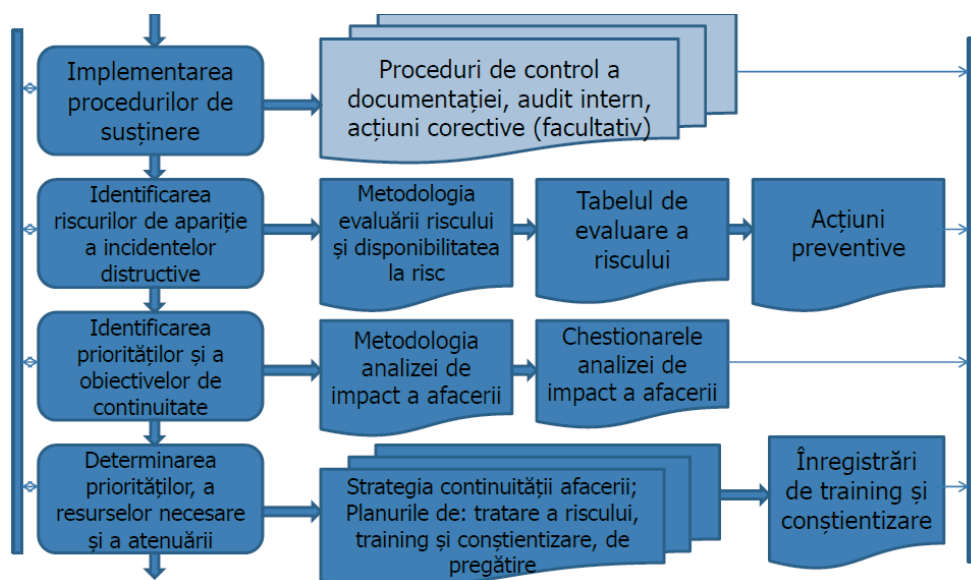 Implementarea
procedurilor de
susținere
Proceduri de control a
documentației, audit intern,
acțiuni corective (facultativ)
Identificarea
riscurilor de apariție
a incidentelor
distructive
Metodologia
evaluării riscului
și disponibilitatea
la risc
Tabelul de
evaluare a
riscului
Acțiuni
preventive
Identificarea
priorităților și a
obiectivelor de
continuitate
Metodologia
analizei de
impact a afacerii
Chestionarele
analizei de
impact a afacerii
Determinarea
priorităților, a
resurselor necesare
și a atenuării
Strategia continuității afacerii;
Planurile de: tratare a riscului,
training și conștientizare, de
pregătire
Înregistrări
de training și
conștientizare